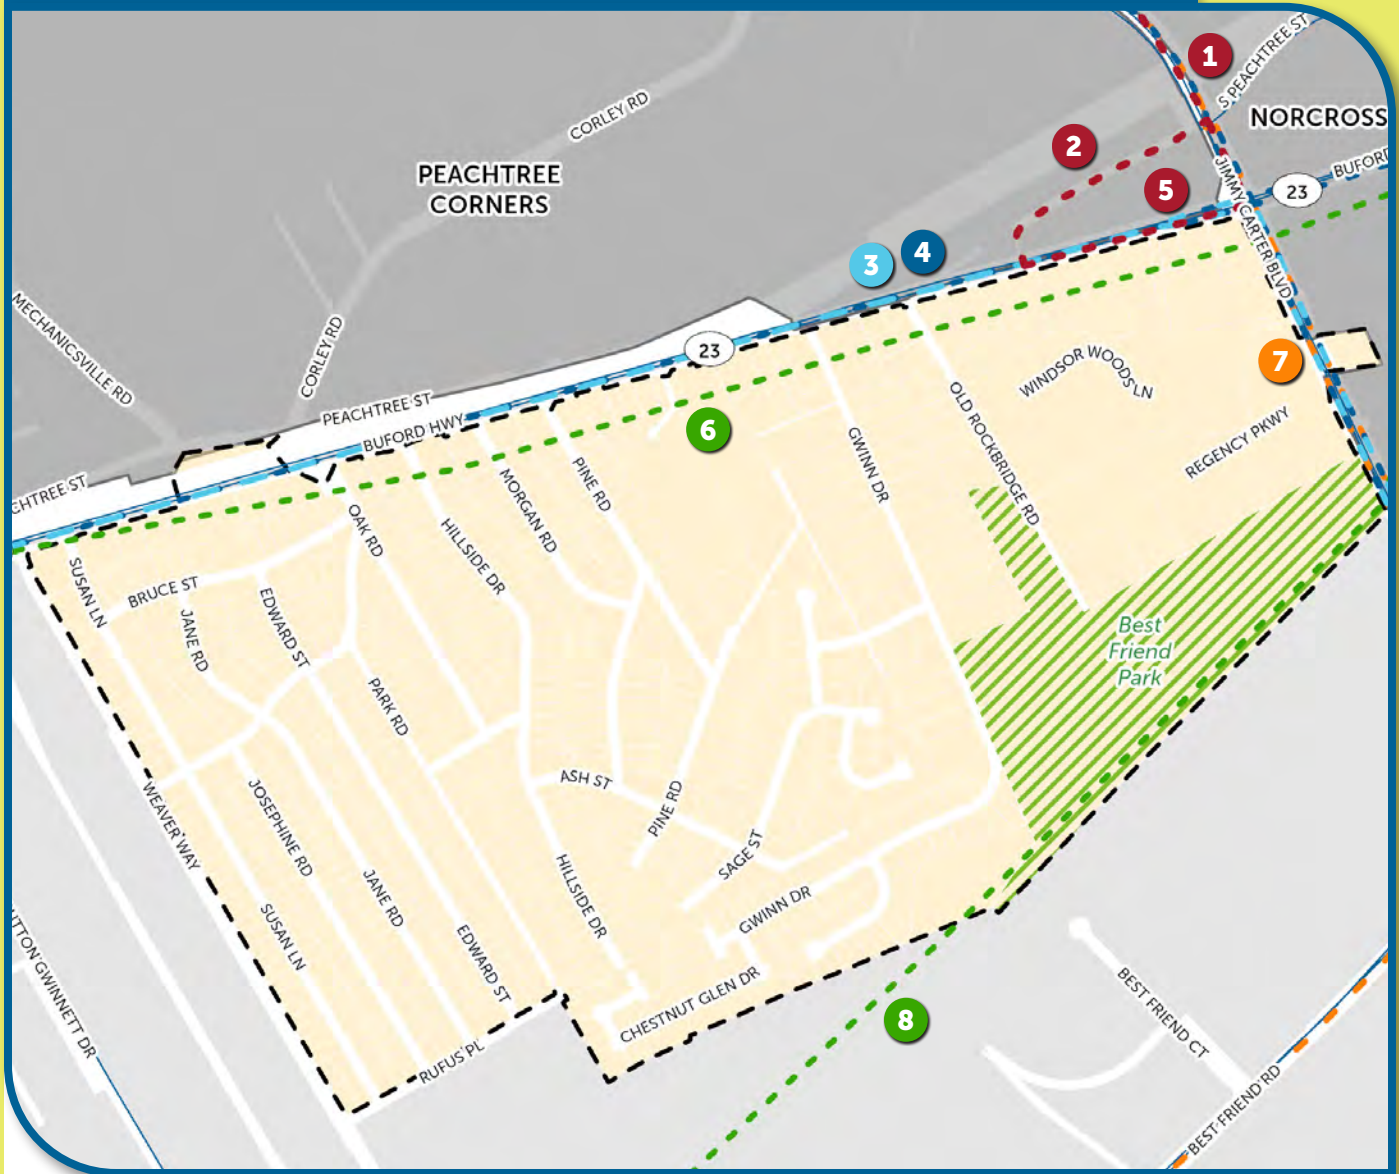 1
S PEACHTREE ST
NORCROSS
CORLEY RD
2
PEACHTREE
CORNERS
5
JIMMY CARTER BLVD
23
BUFORD
3
4
MECHANICSVILLE RD
CORLEY RD
23
7
WINDSOR WOODS LN
PEACHTREE ST
BUFORD HWY
6
OLD ROCKBRIDGE RD
REGENCY PKWY
GWINN DR
CHTREE ST
PINE RD
MORGAN RD
OAK RD
HILLSIDE DR
SUSAN LN
BRUCE ST
JANE RD
EDWARD ST
Best
Friend
Park
PARK RD
ASH ST
PINE RD
WEAVER WAY
JOSEPHINE RD
SAGE ST
HILLSIDE DR
JANE RD
GWINN DR
SUSAN LN
EDWARD ST
UTTON GWINNETT DR
CHESTNUT GLEN DR
8
BEST FRIEND CT
RUFUS PL
BEST FRIEND RD